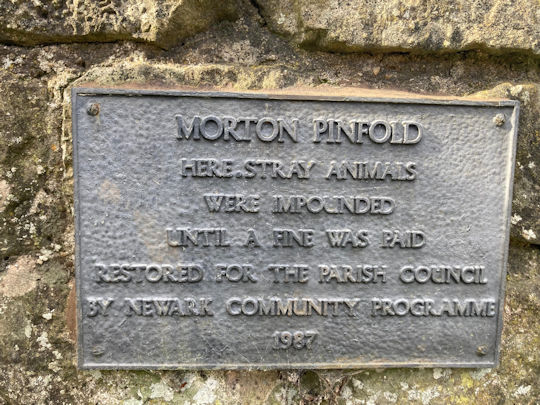 MORTON PINFOLD
HERE STRAY ANIMALS
WERE IMPOUNDED
UNTIL A FINE WAS PAID
RESTORED FOR THE PARISH COUNCIL
BY NEWARK COMMUNITY PROGRAMME
1987